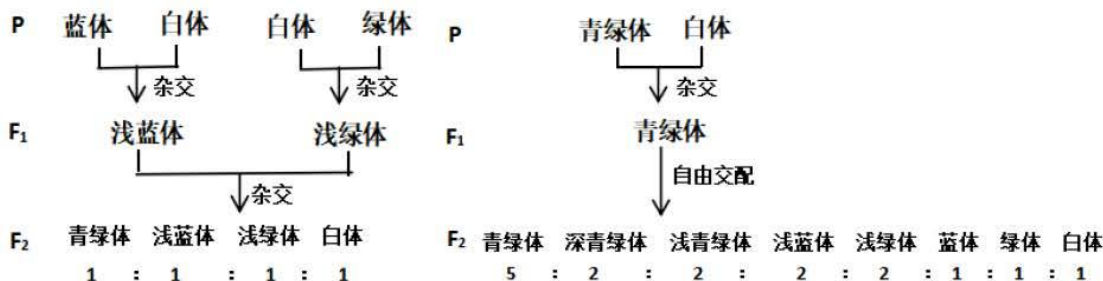 P 蓝体 白体 白体 绿体 P 青绿体 白体
杂交 杂交 杂交
F₁ 浅蓝体 浅绿体 F₁ 青绿体
杂交 自由交配
F₂ 青绿体 浅蓝体 浅绿体 白体 F₂ 青绿体 深青绿体 浅青绿体 浅蓝体 浅绿体 蓝体 绿体 白体
1 : 1 : 1 : 1 5 : 2 : 2 : 2 : 2 : 1 : 1 : 1